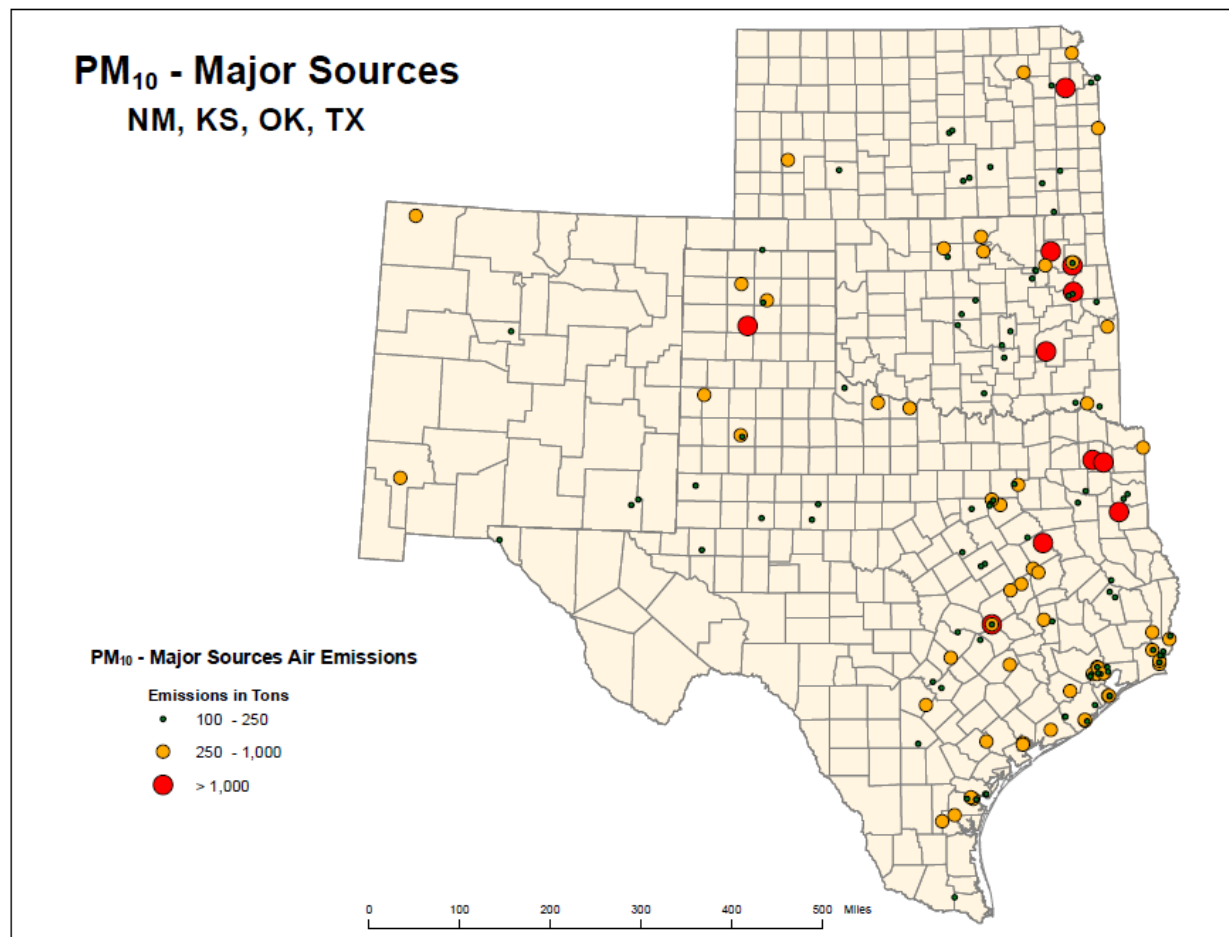 PM₁₀ - Major Sources
NM, KS, OK, TX
PM₁₀ - Major Sources Air Emissions
Emissions in Tons
100 - 250
250 - 1,000
> 1,000
0 100 200 300 400 500 Miles